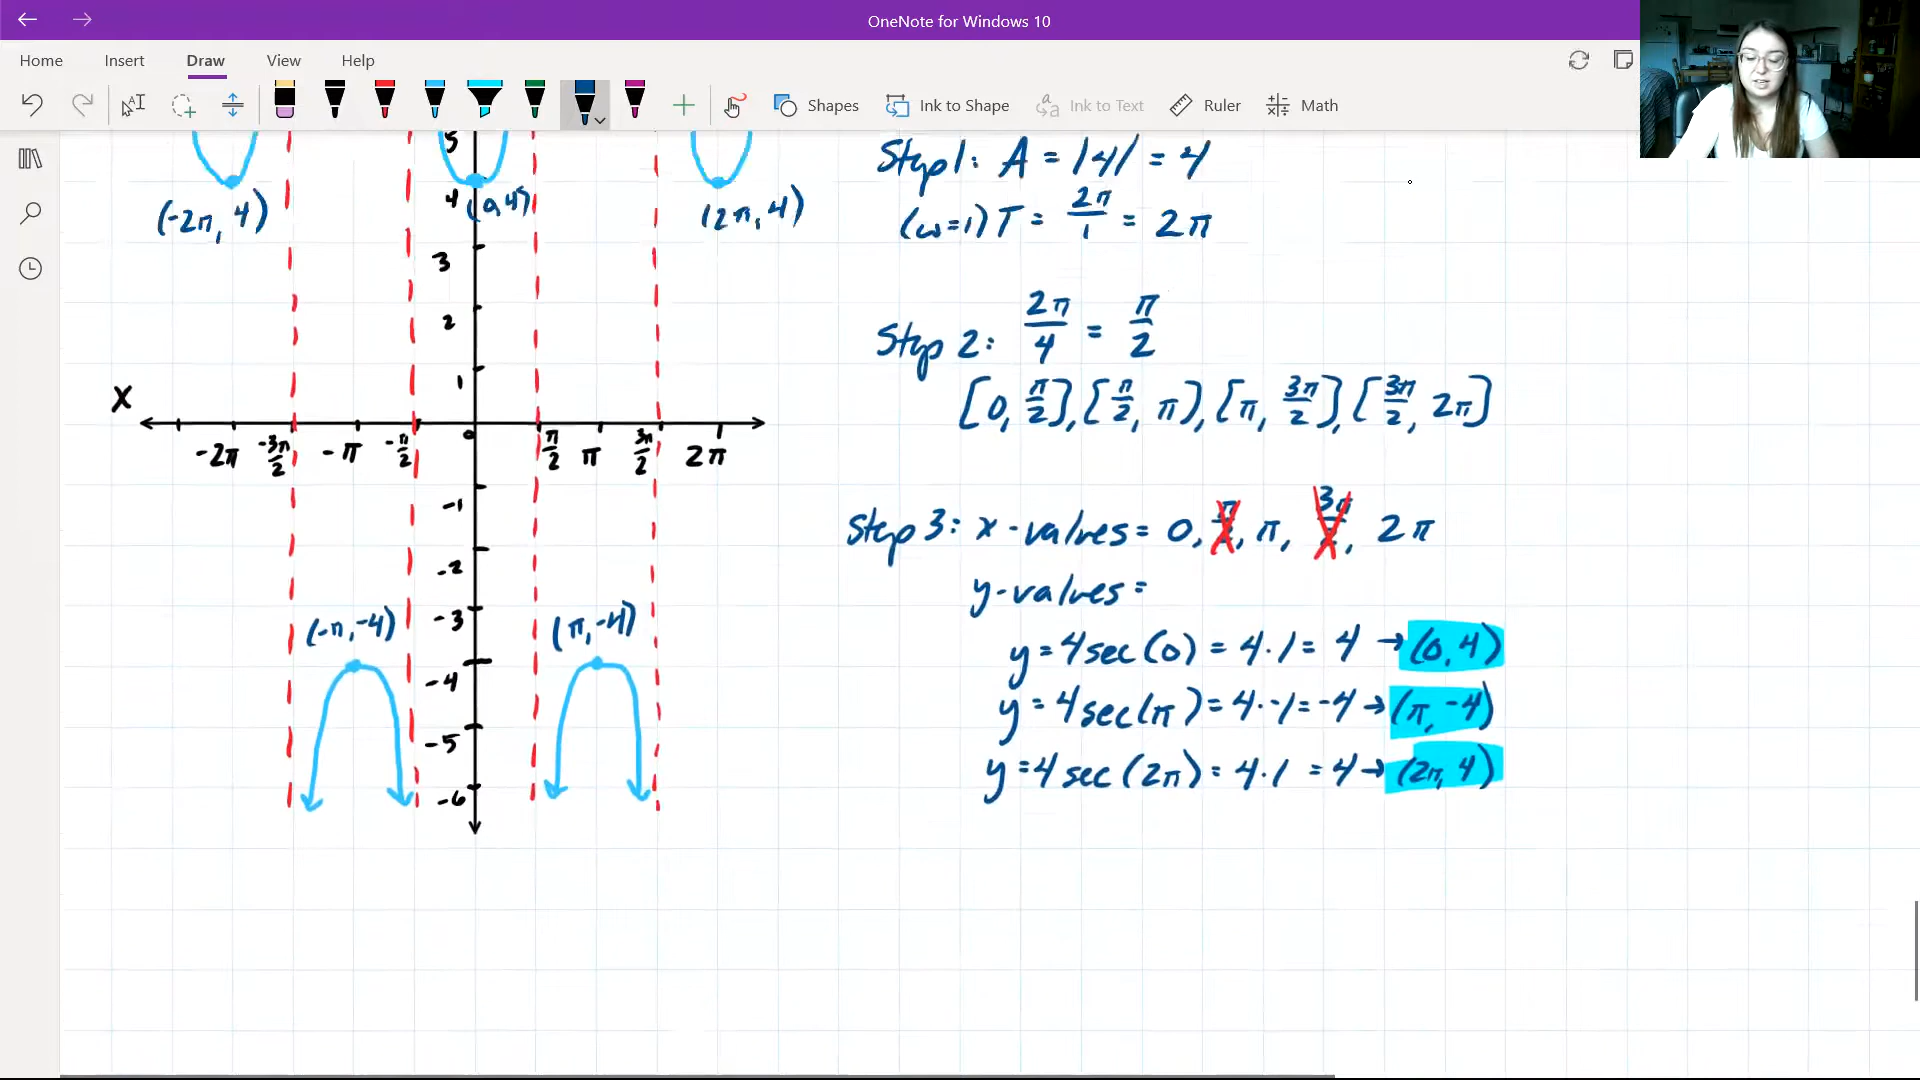 OneNote for Windows 10
Home Insert Draw View Help
Shapes Ink to Shape Ink to Text Ruler Math
5
4
3
2
1
0
-1
-2
-3
-4
-5
-6
X
-2π -3π/2 -π -π/2 π/2 π 3π/2 2π
(-2π, 4) (0,4) (2π, 4)
(-π,-4) (π,-4)
Step 1: A = |4| = 4
(ω=1) T = 2π/1 = 2π
Step 2: 2π/4 = π/2
[0, π/2], [π/2, π], [π, 3π/2], [3π/2, 2π]
Step 3: x-values = 0, π/2, π, 3π/2, 2π
y-values =
y = 4sec(0) = 4·1 = 4 → (0, 4)
y = 4sec(π) = 4·-1 = -4 → (π, -4)
y = 4sec(2π) = 4·1 = 4 → (2π, 4)